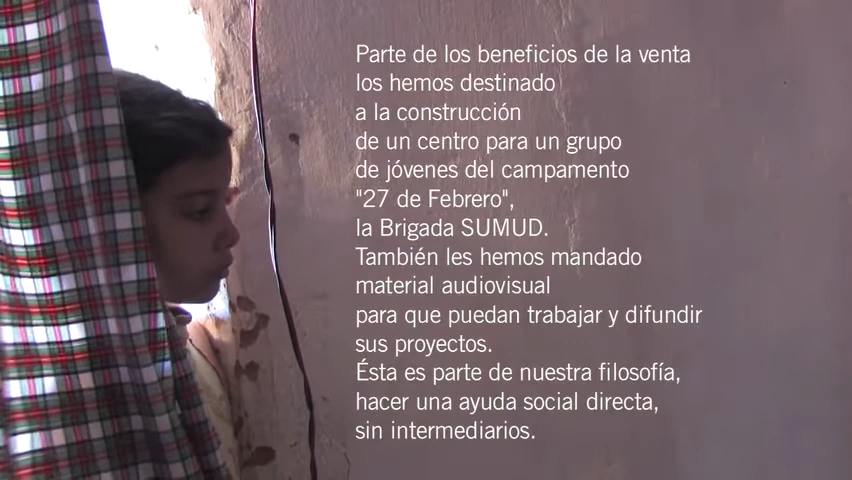 Parte de los beneficios de la venta
los hemos destinado
a la construcción
de un centro para un grupo
de jóvenes del campamento
"27 de Febrero",
la Brigada SUMUD.
También les hemos mandado
material audiovisual
para que puedan trabajar y difundir
sus proyectos.
Ésta es parte de nuestra filosofía,
hacer una ayuda social directa,
sin intermediarios.